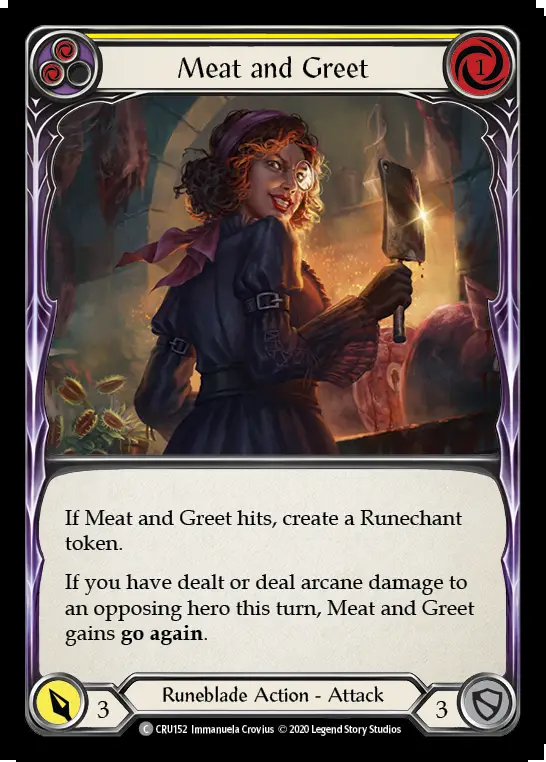 Meat and Greet
1
If Meat and Greet hits, create a Runechant
token.
If you have dealt or deal arcane damage to
an opposing hero this turn, Meat and Greet
gains go again.
3
Runeblade Action - Attack
3
C CRU152 Immanuela Crovius © 2020 Legend Story Studios